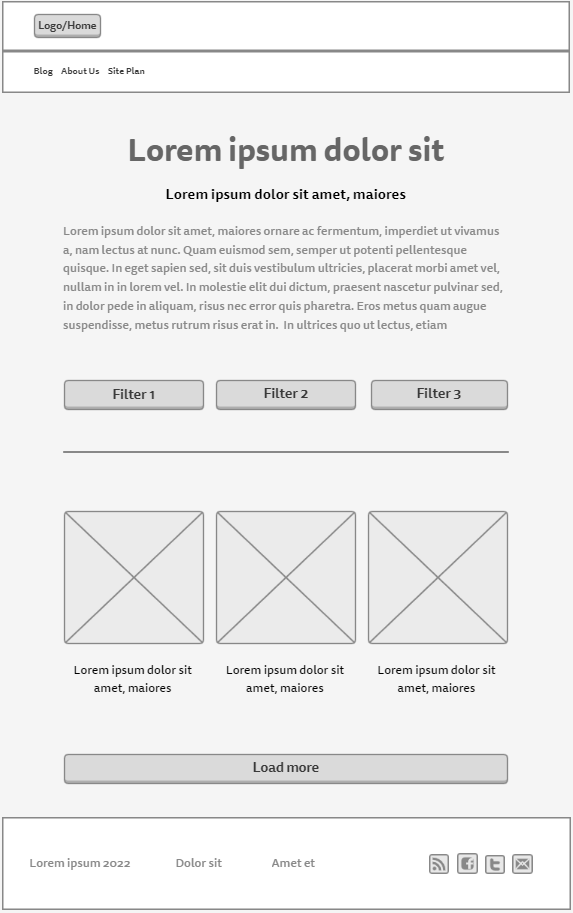 Logo/Home
Blog About Us Site Plan
Lorem ipsum dolor sit
Lorem ipsum dolor sit amet, maiores
Lorem ipsum dolor sit amet, maiores ornare ac fermentum, imperdiet ut vivamus
a, nam lectus at nunc. Quam euismod sem, semper ut potenti pellentesque
quisque. In eget sapien sed, sit duis vestibulum ultricies, placerat morbi amet vel,
nullam in in lorem vel. In molestie elit dui dictum, praesent nascetur pulvinar sed,
in dolor pede in aliquam, risus nec error quis pharetra. Eros metus quam augue
suspendisse, metus rutrum risus erat in. In ultrices quo ut lectus, etiam
Filter 1 Filter 2 Filter 3
Lorem ipsum dolor sit
amet, maiores
Lorem ipsum dolor sit
amet, maiores
Lorem ipsum dolor sit
amet, maiores
Load more
Lorem ipsum 2022 Dolor sit Amet et